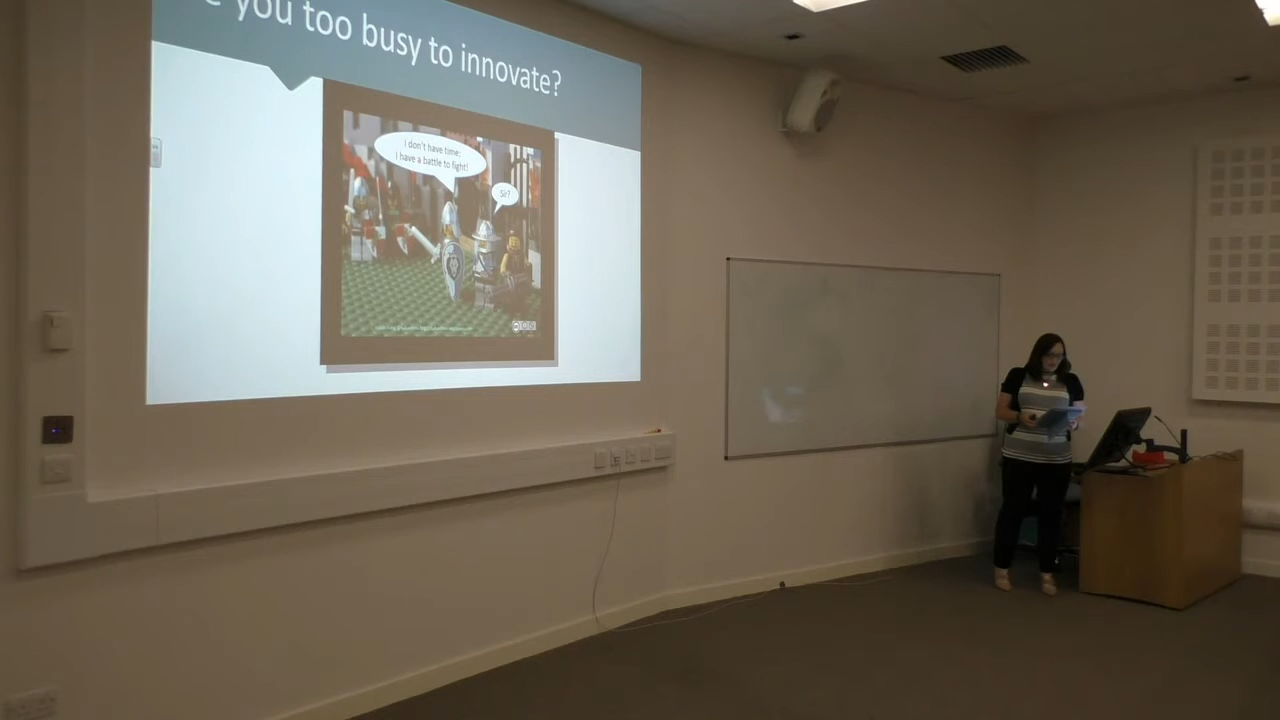 you too busy to innovate?
I don't have time;
I have a battle to fight!
Sir?